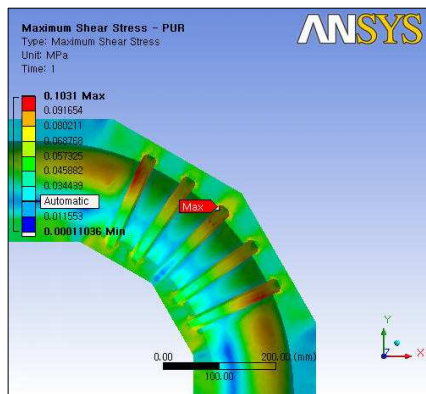 Maximum Shear Stress - PUR
Type: Maximum Shear Stress
Unit: MPa
Time: 1
ANSYS
0.1031 Max
0.091654
0.080211
0.068768
0.057325
0.045882
0.034439
Automatic
0.011553
0.00011036 Min
Max
0.00
200.00 (mm)
100.00
Y
Z
X